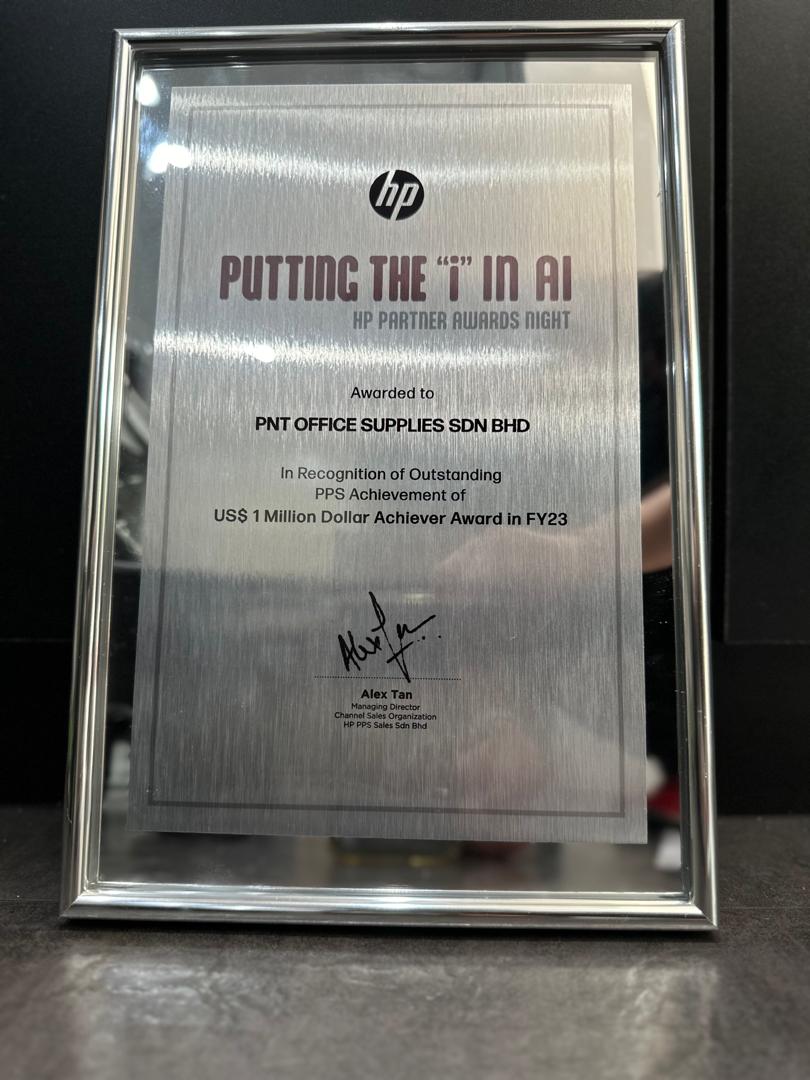 hp
PUTTING THE “i” IN AI
HP PARTNER AWARDS NIGHT
Awarded to
PNT OFFICE SUPPLIES SDN BHD
In Recognition of Outstanding
PPS Achievement of
US$ 1 Million Dollar Achiever Award in FY23
Alex Tan
Alex Tan
Managing Director
Channel Sales Organization
HP PPS Sales Sdn Bhd